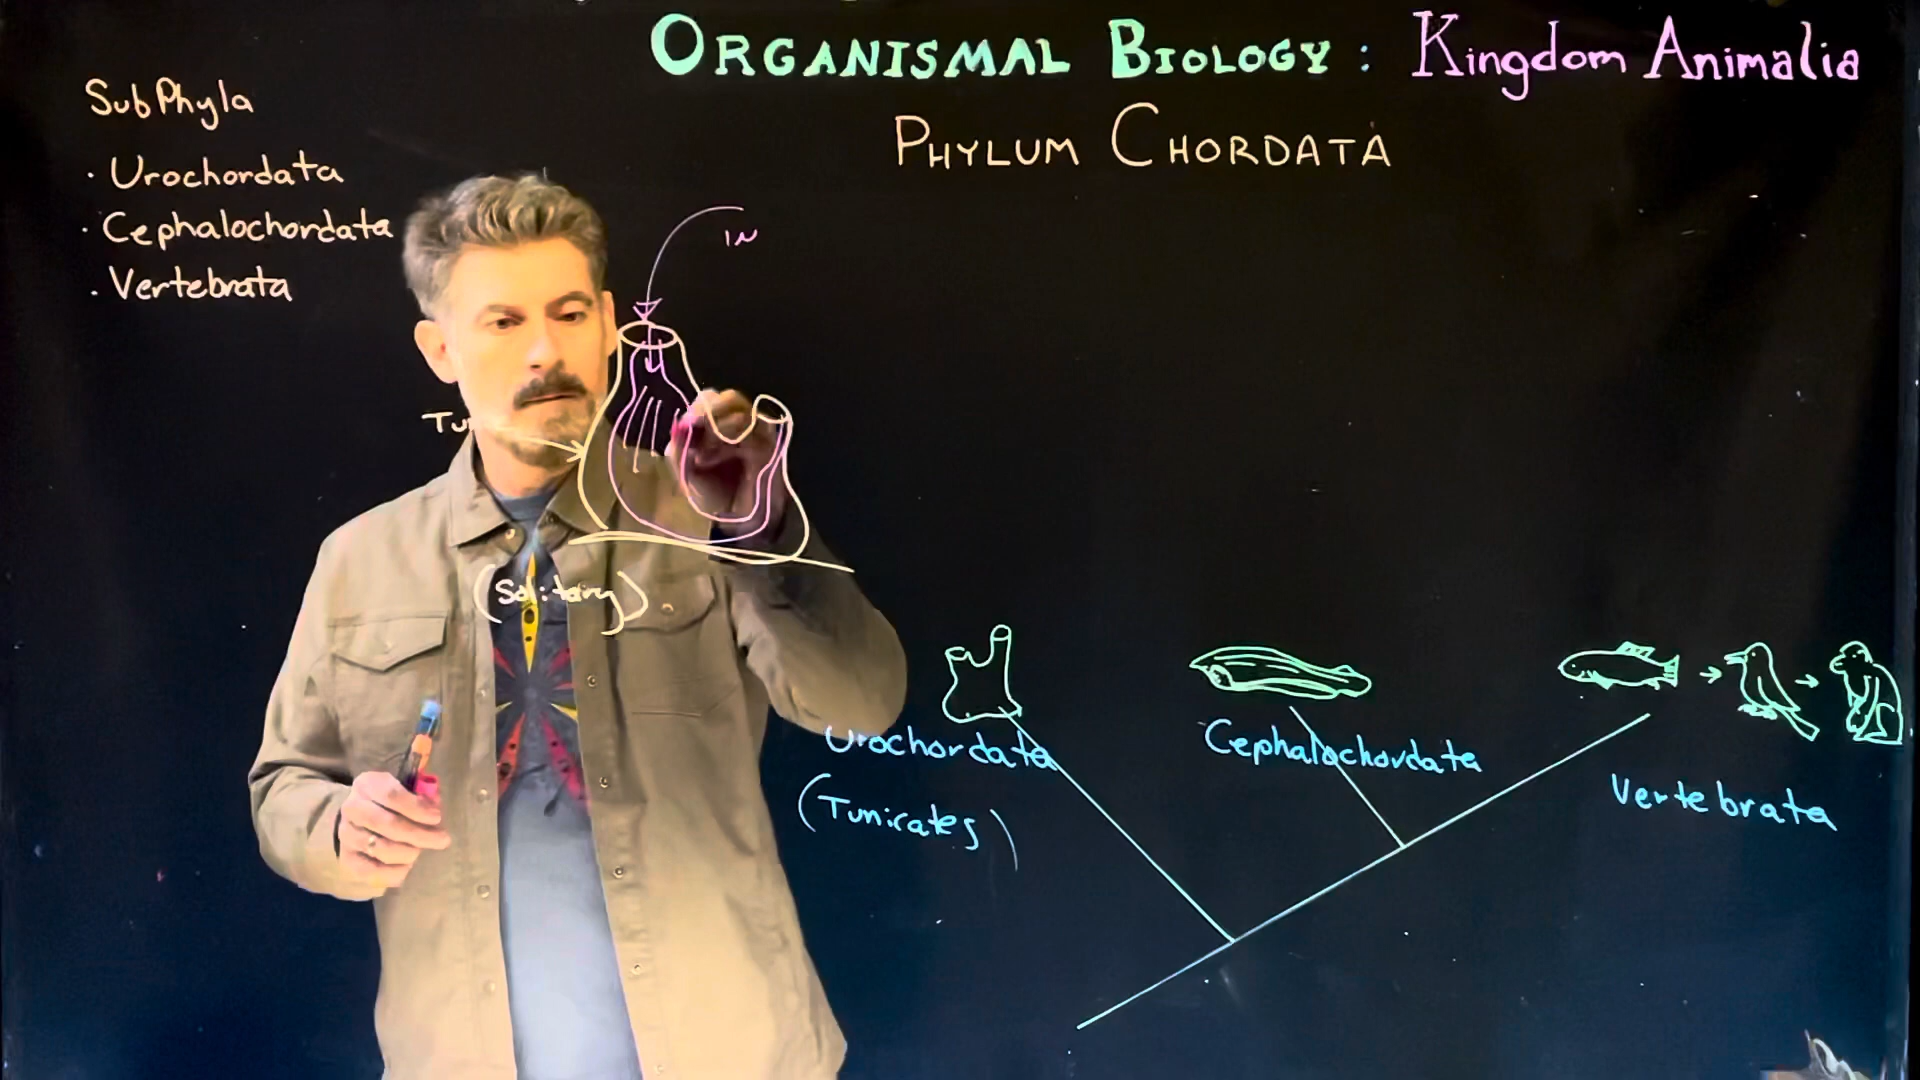 ORGANISMAL BIOLOGY: Kingdom Animalia
PHYLUM CHORDATA
SubPhyla
· Urochordata
· Cephalochordata
· Vertebrata
IN
(Solitary)
Urochordata
(Tunicates)
Cephalochordata
Vertebrata